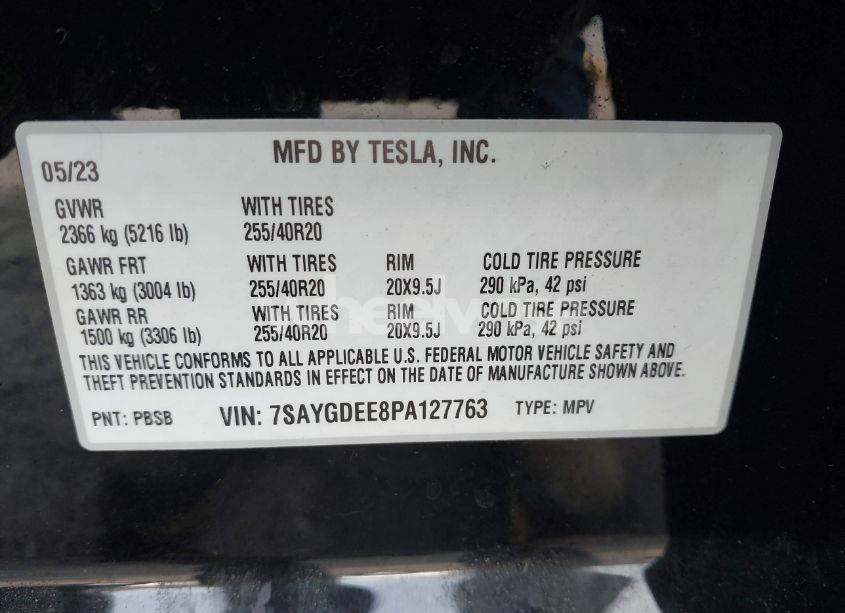 MFD BY TESLA, INC.
05/23
GVWR WITH TIRES
2366 kg (5216 lb) 255/40R20
GAWR FRT WITH TIRES RIM COLD TIRE PRESSURE
1363 kg (3004 lb) 255/40R20 20X9.5J 290 kPa, 42 psi
GAWR RR WITH TIRES RIM COLD TIRE PRESSURE
1500 kg (3306 lb) 255/40R20 20X9.5J 290 kPa, 42 psi
THIS VEHICLE CONFORMS TO ALL APPLICABLE U.S. FEDERAL MOTOR VEHICLE SAFETY AND
THEFT PREVENTION STANDARDS IN EFFECT ON THE DATE OF MANUFACTURE SHOWN ABOVE.
PNT: PBSB VIN: 7SAYGDEE8PA127763 TYPE: MPV